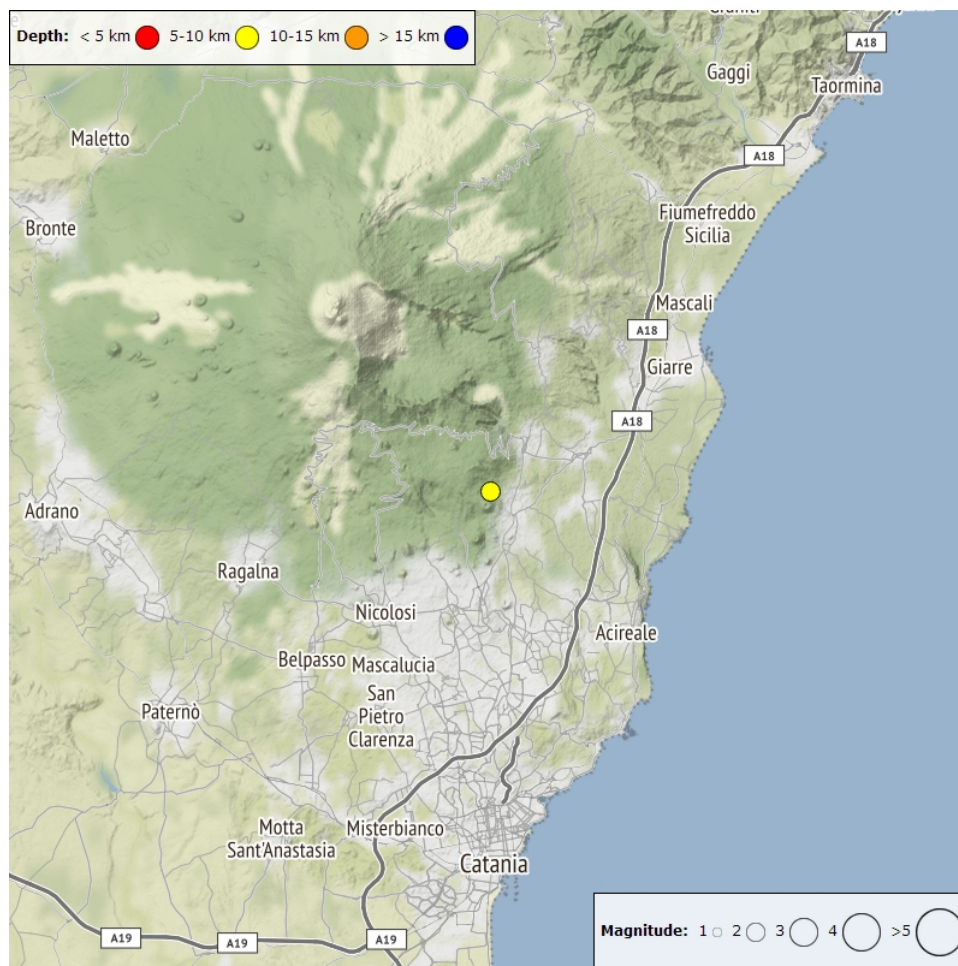 Depth: < 5 km 5-10 km 10-15 km > 15 km
A18
Gaggi
Taormina
Maletto
A18
Bronte
Fiumefreddo
Sicilia
Mascali
A18
Giarre
A18
Adrano
Ragalna
Nicolosi
Acireale
Belpasso
Mascalucia
San
Pietro
Clarenza
Paternò
Motta
Sant'Anastasia
Misterbianco
Catania
A19
A19
A19
Magnitude: 1 2 3 4 >5